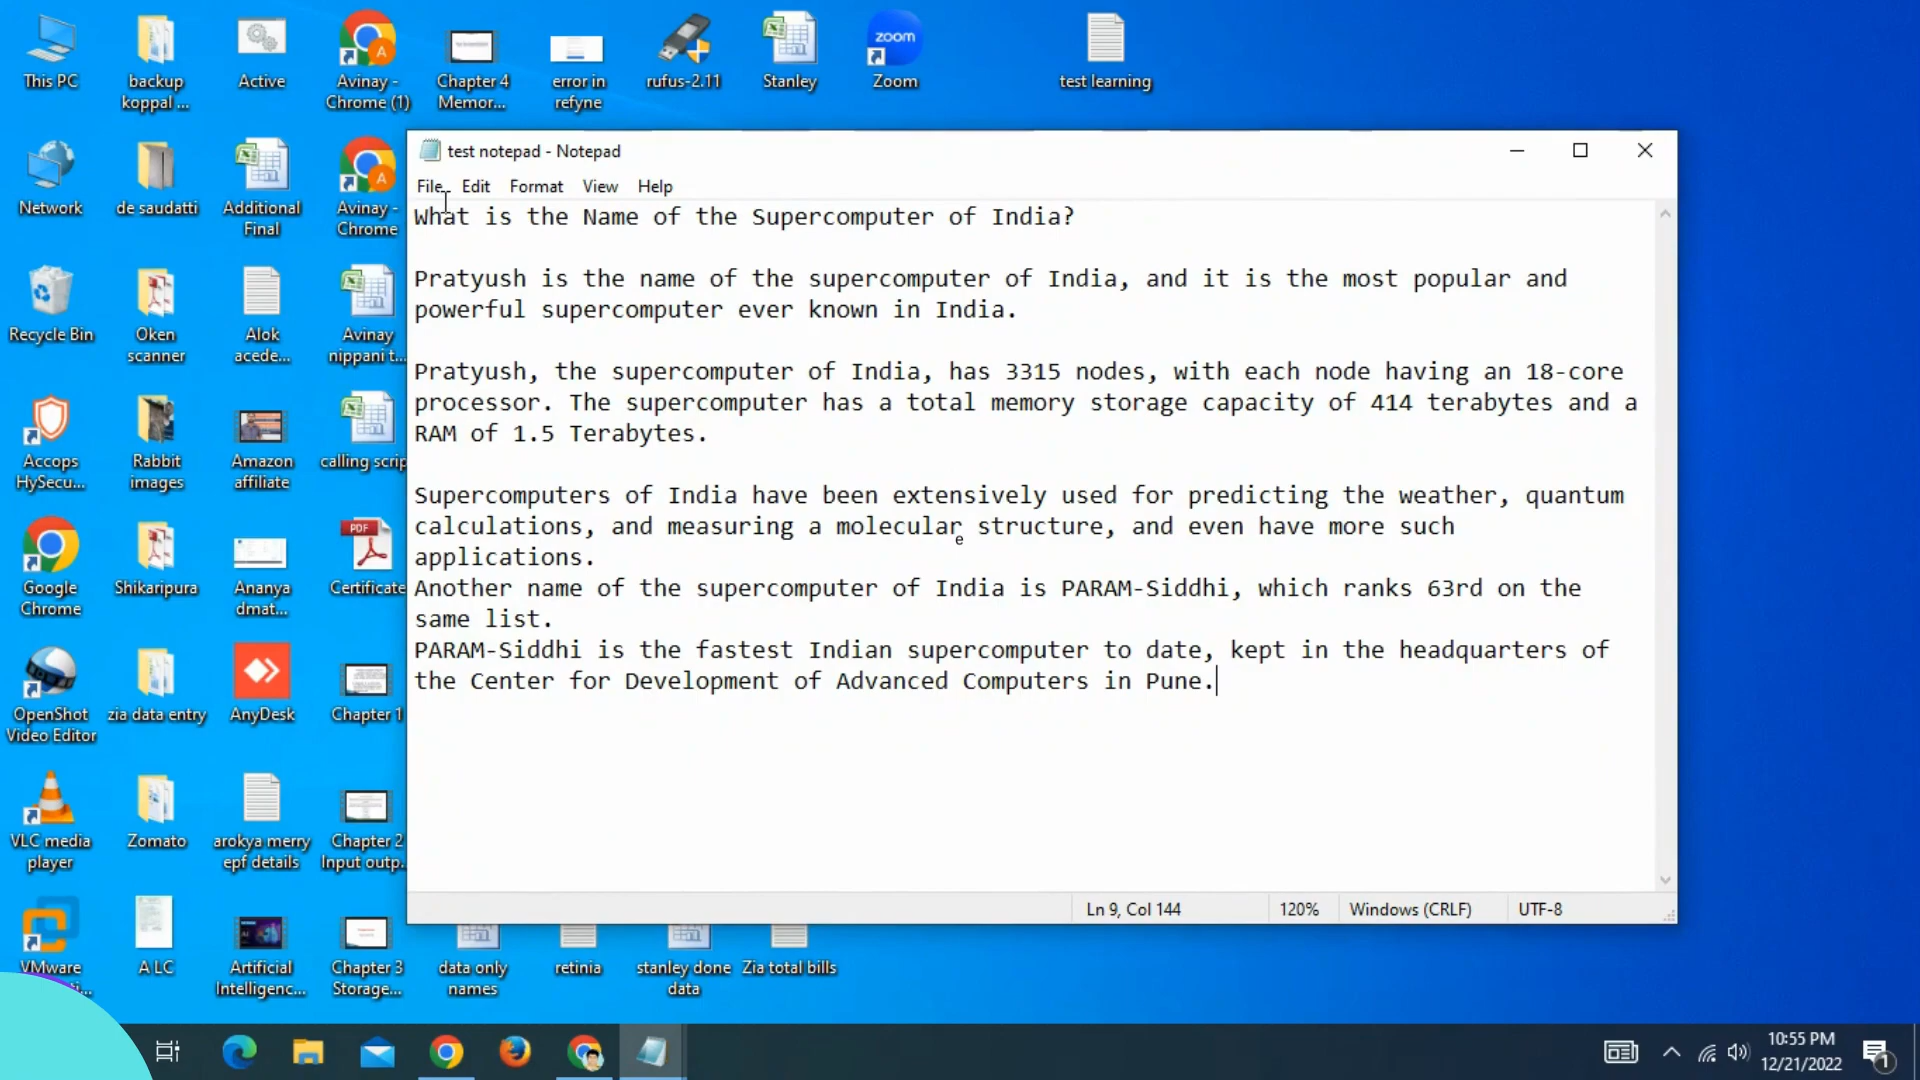 This PC
backup koppal ...
Active
Avinay - Chrome (1)
Chapter 4 Memor...
error in refyne
rufus-2.11
Stanley
zoom
Zoom
test learning
Network
de saudatti
Additional Final
Avinay - Chrome
Recycle Bin
Oken scanner
Alok acede...
Avinay nippani t...
Accops HySecu...
Rabbit images
Amazon affiliate
calling scrip
Google Chrome
Shikaripura
Ananya dmat...
PDF
Certificate
OpenShot Video Editor
zia data entry
AnyDesk
Chapter 1
VLC media player
Zomato
arokya merry epf details
Chapter 2 Input outp...
VMware
A LC
Artificial Intelligenc...
Chapter 3 Storage...
data only names
retinia
stanley done data
Zia total bills
test notepad - Notepad
File Edit Format View Help
What is the Name of the Supercomputer of India?
Pratyush is the name of the supercomputer of India, and it is the most popular and
powerful supercomputer ever known in India.
Pratyush, the supercomputer of India, has 3315 nodes, with each node having an 18-core
processor. The supercomputer has a total memory storage capacity of 414 terabytes and a
RAM of 1.5 Terabytes.
Supercomputers of India have been extensively used for predicting the weather, quantum
calculations, and measuring a molecular structure, and even have more such
e
applications.
Another name of the supercomputer of India is PARAM-Siddhi, which ranks 63rd on the
same list.
PARAM-Siddhi is the fastest Indian supercomputer to date, kept in the headquarters of
the Center for Development of Advanced Computers in Pune.
Ln 9, Col 144 120% Windows (CRLF) UTF-8
10:55 PM
12/21/2022
1